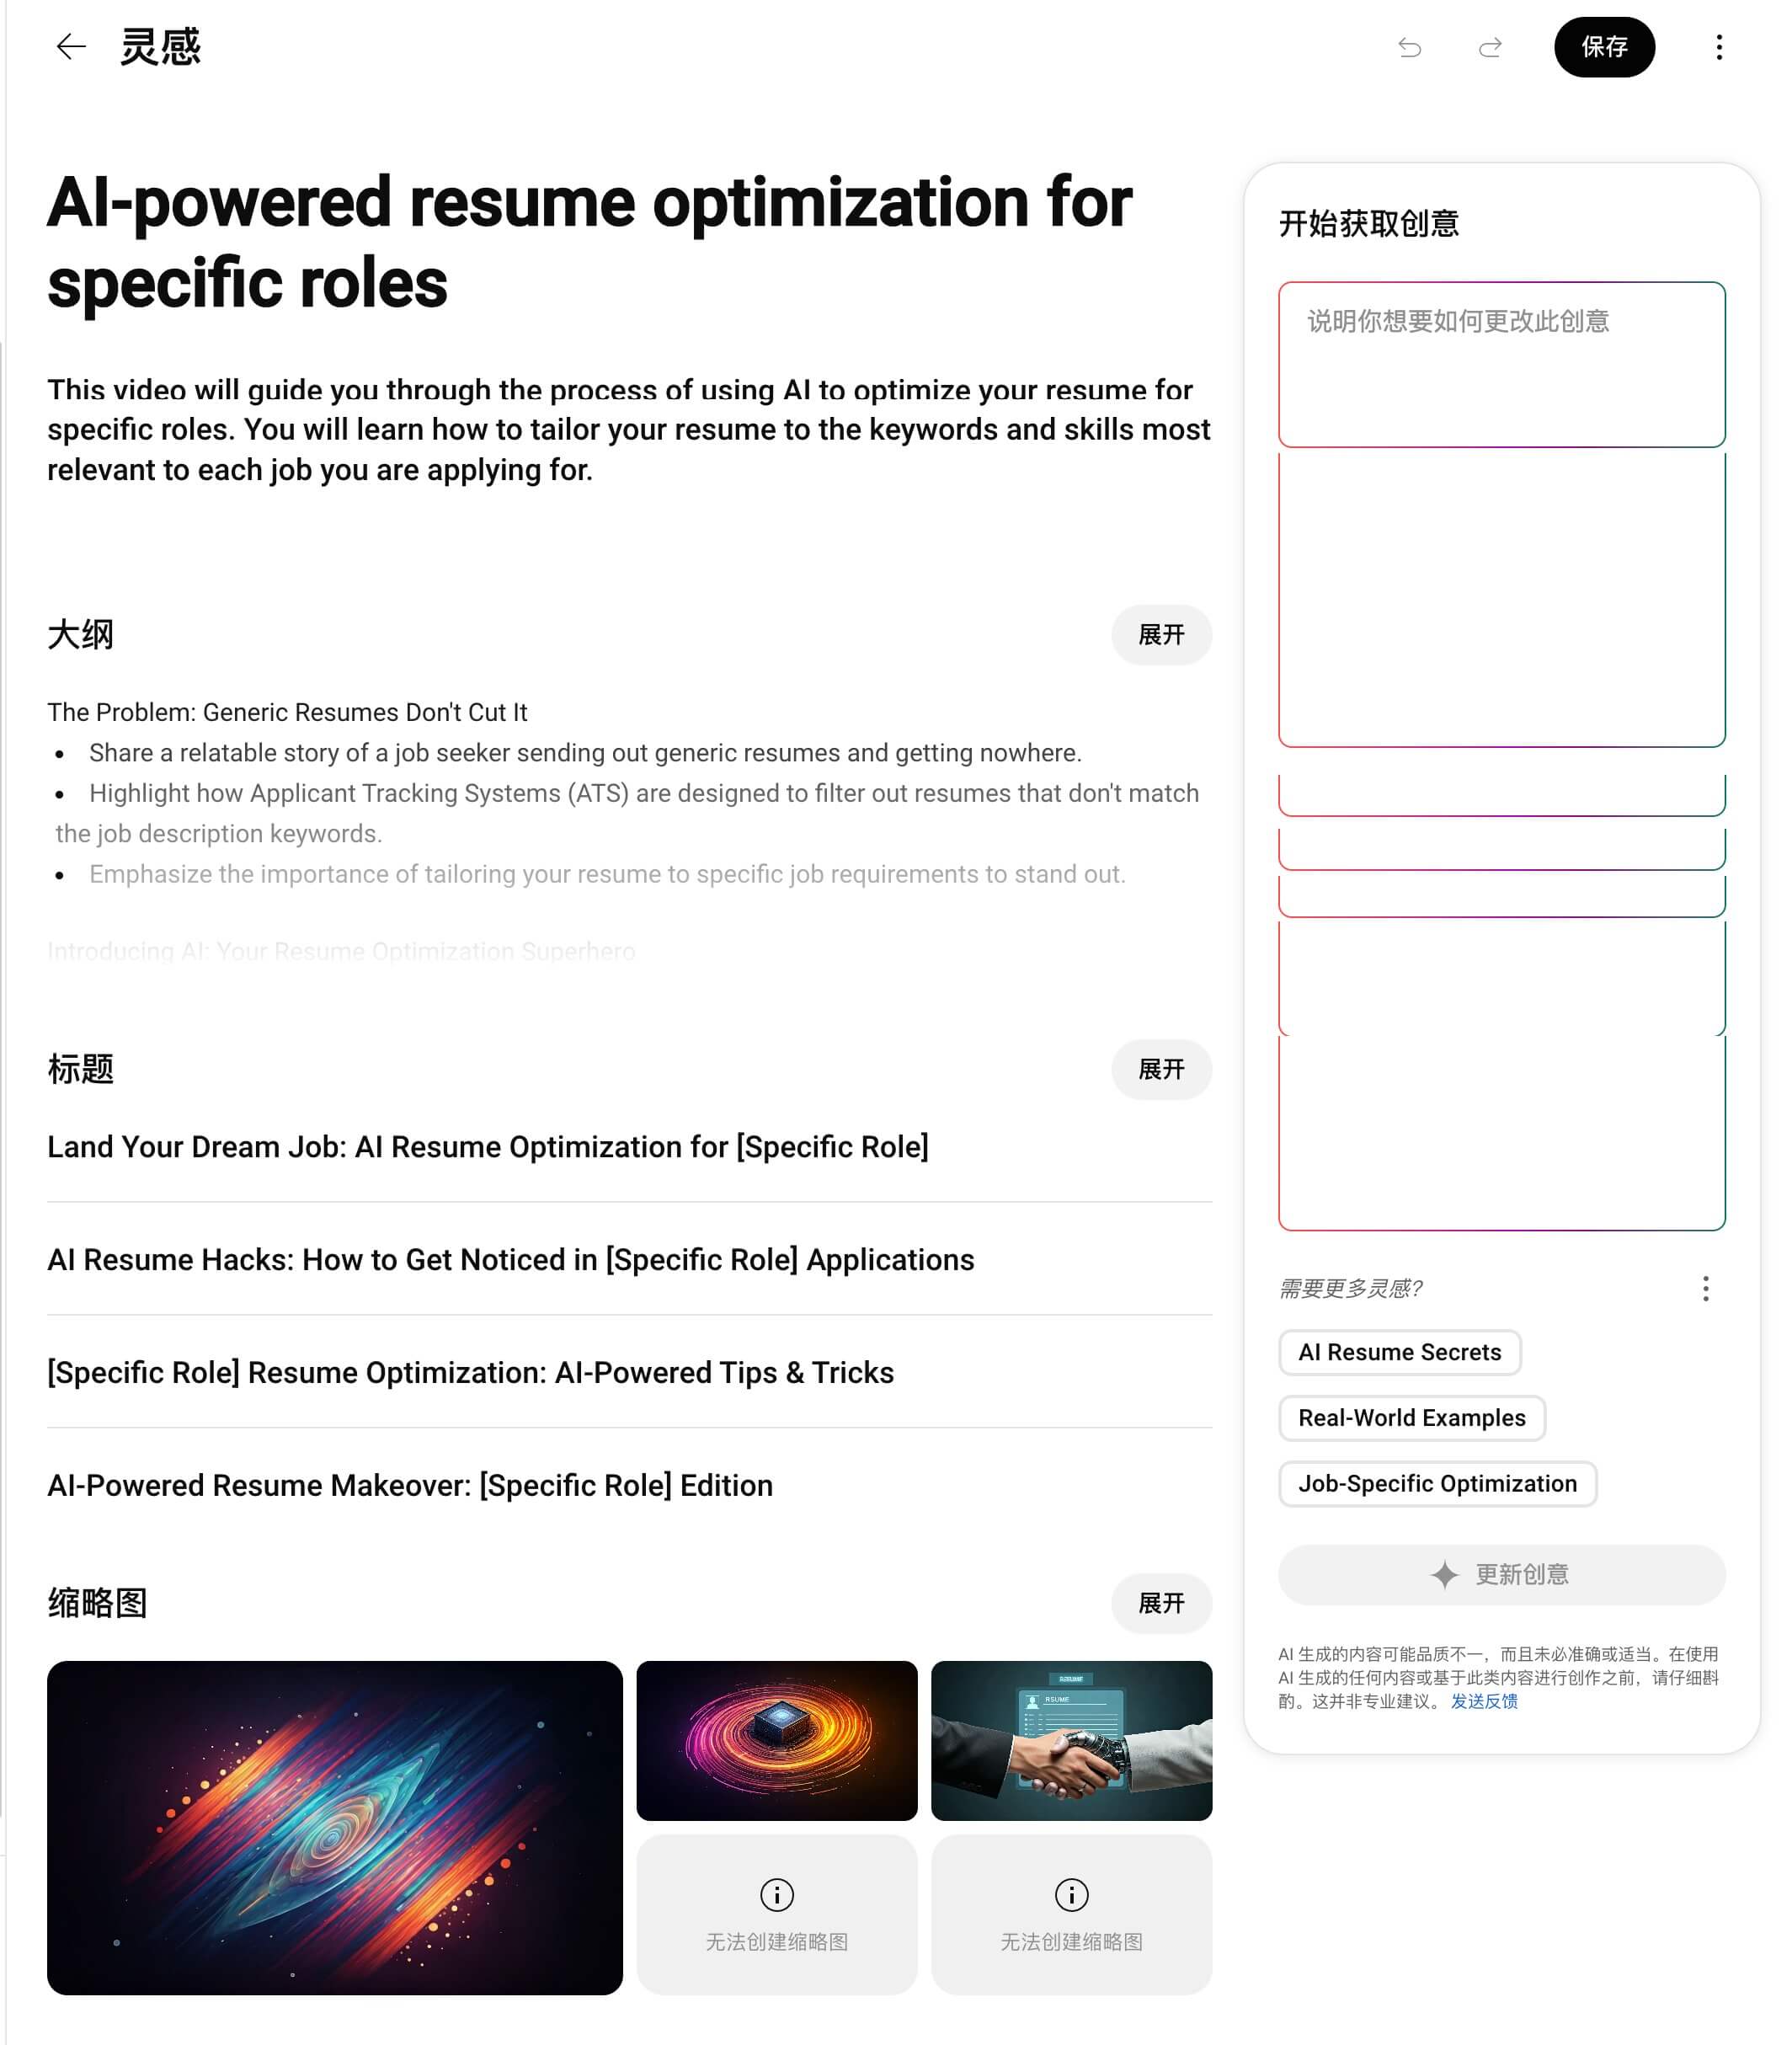 灵感
保存
AI-powered resume optimization for
specific roles
This video will guide you through the process of using AI to optimize your resume for
specific roles. You will learn how to tailor your resume to the keywords and skills most
relevant to each job you are applying for.
大纲
展开
The Problem: Generic Resumes Don't Cut It
• Share a relatable story of a job seeker sending out generic resumes and getting nowhere.
• Highlight how Applicant Tracking Systems (ATS) are designed to filter out resumes that don't match
the job description keywords.
• Emphasize the importance of tailoring your resume to specific job requirements to stand out.
Introducing AI: Your Resume Optimization Superhero
标题
展开
Land Your Dream Job: AI Resume Optimization for [Specific Role]
AI Resume Hacks: How to Get Noticed in [Specific Role] Applications
[Specific Role] Resume Optimization: AI-Powered Tips & Tricks
AI-Powered Resume Makeover: [Specific Role] Edition
缩略图
展开
RSUME
无法创建缩略图
无法创建缩略图
开始获取创意
说明你想要如何更改此创意
需要更多灵感?
AI Resume Secrets
Real-World Examples
Job-Specific Optimization
更新创意
AI 生成的内容可能品质不一，而且未必准确或适当。在使用
AI 生成的任何内容或基于此类内容进行创作之前，请仔细斟
酌。这并非专业建议。 发送反馈